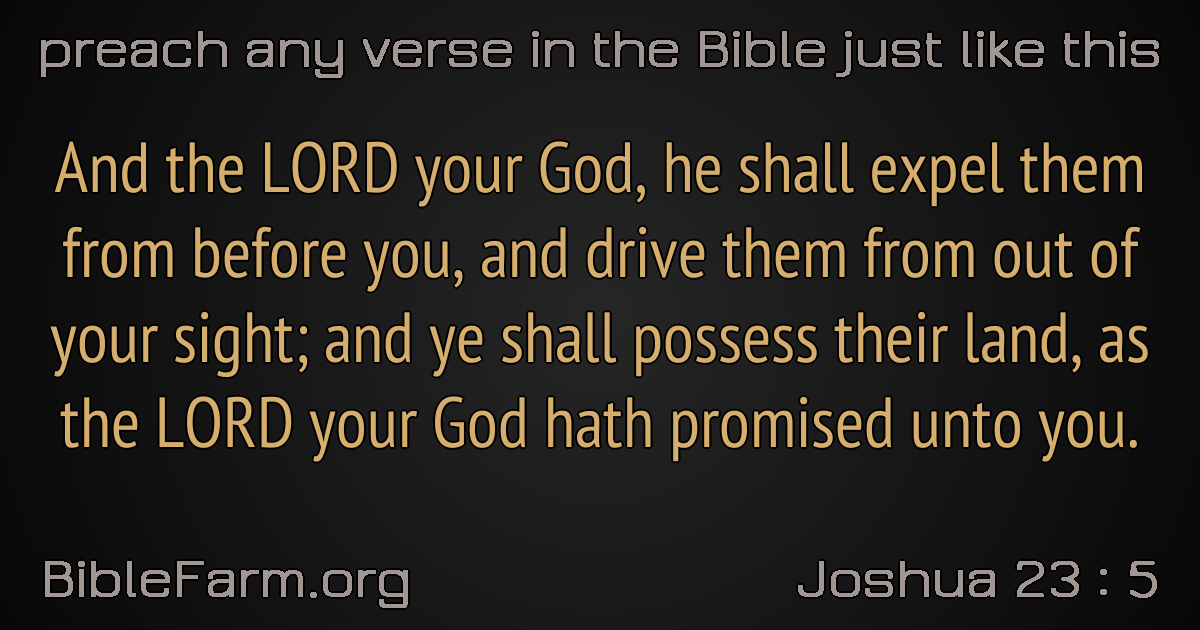 preach any verse in the Bible just like this
And the LORD your God, he shall expel them
from before you, and drive them from out of
your sight; and ye shall possess their land, as
the LORD your God hath promised unto you.
BibleFarm.org
Joshua 23 : 5